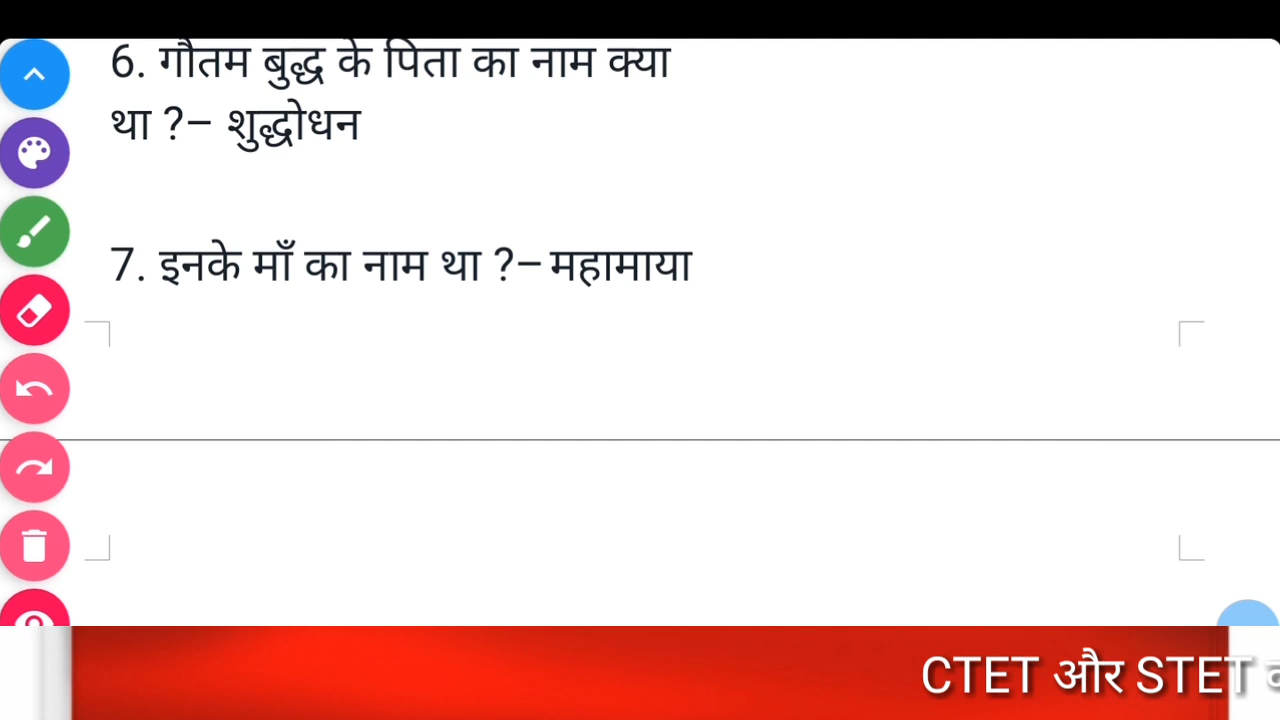 6. गौतम बुद्ध के पिता का नाम क्या
था ?– शुद्धोधन
7. इनके माँ का नाम था ?– महामाया
CTET और STET